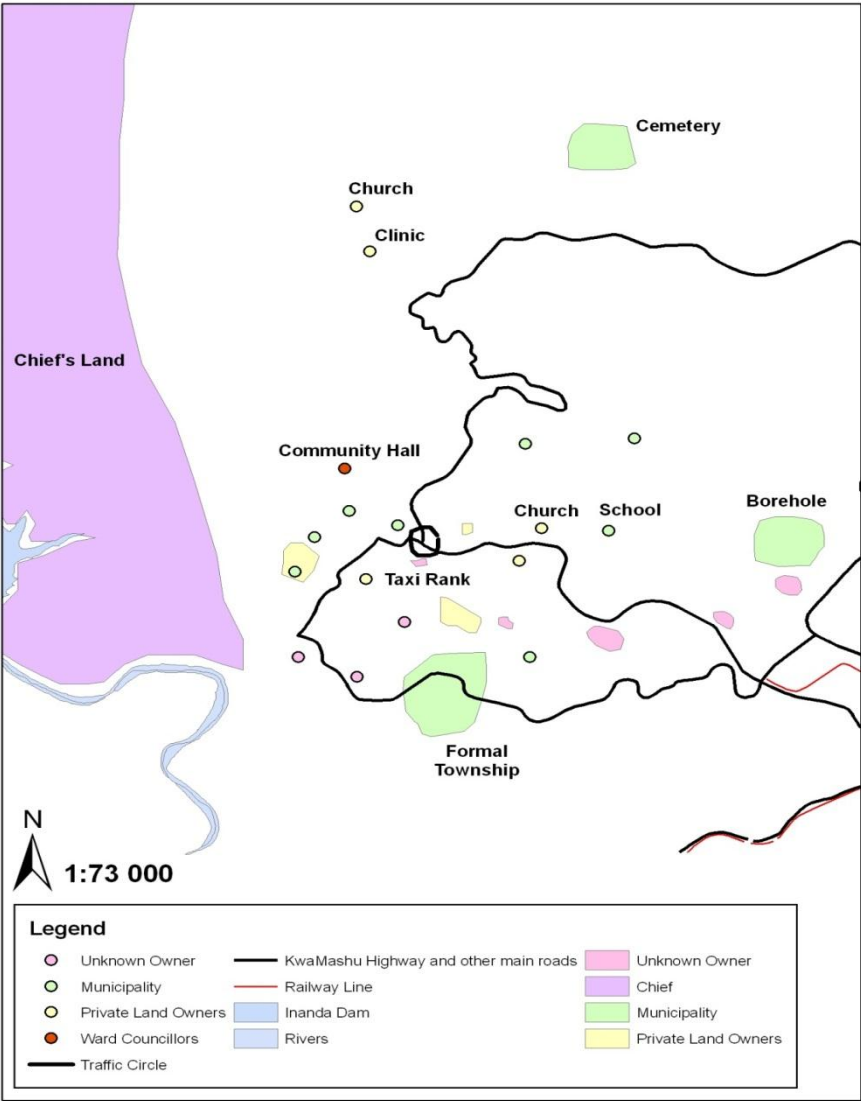 Cemetery
Church
Clinic
Chief's Land
Community Hall
Church
School
Borehole
Taxi Rank
Formal
Township
N
1:73 000
Legend
Unknown Owner
Municipality
Private Land Owners
Ward Councillors
Traffic Circle
KwaMashu Highway and other main roads
Railway Line
Inanda Dam
Rivers
Unknown Owner
Chief
Municipality
Private Land Owners